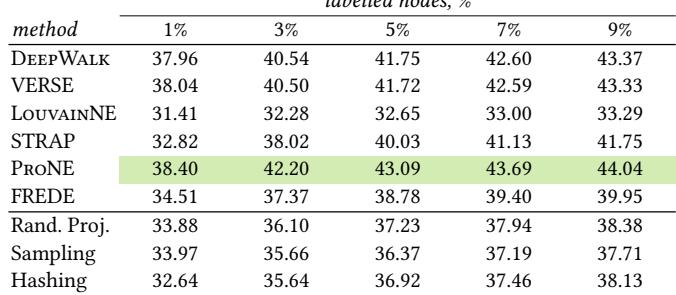 labelled nodes, %
method 1% 3% 5% 7% 9%
DEEPWALK 37.96 40.54 41.75 42.60 43.37
VERSE 38.04 40.50 41.72 42.59 43.33
LOUVAINNE 31.41 32.28 32.65 33.00 33.29
STRAP 32.82 38.02 40.03 41.13 41.75
PRONE 38.40 42.20 43.09 43.69 44.04
FREDE 34.51 37.37 38.78 39.40 39.95
Rand. Proj. 33.88 36.10 37.23 37.94 38.38
Sampling 33.97 35.66 36.37 37.19 37.71
Hashing 32.64 35.64 36.92 37.46 38.13